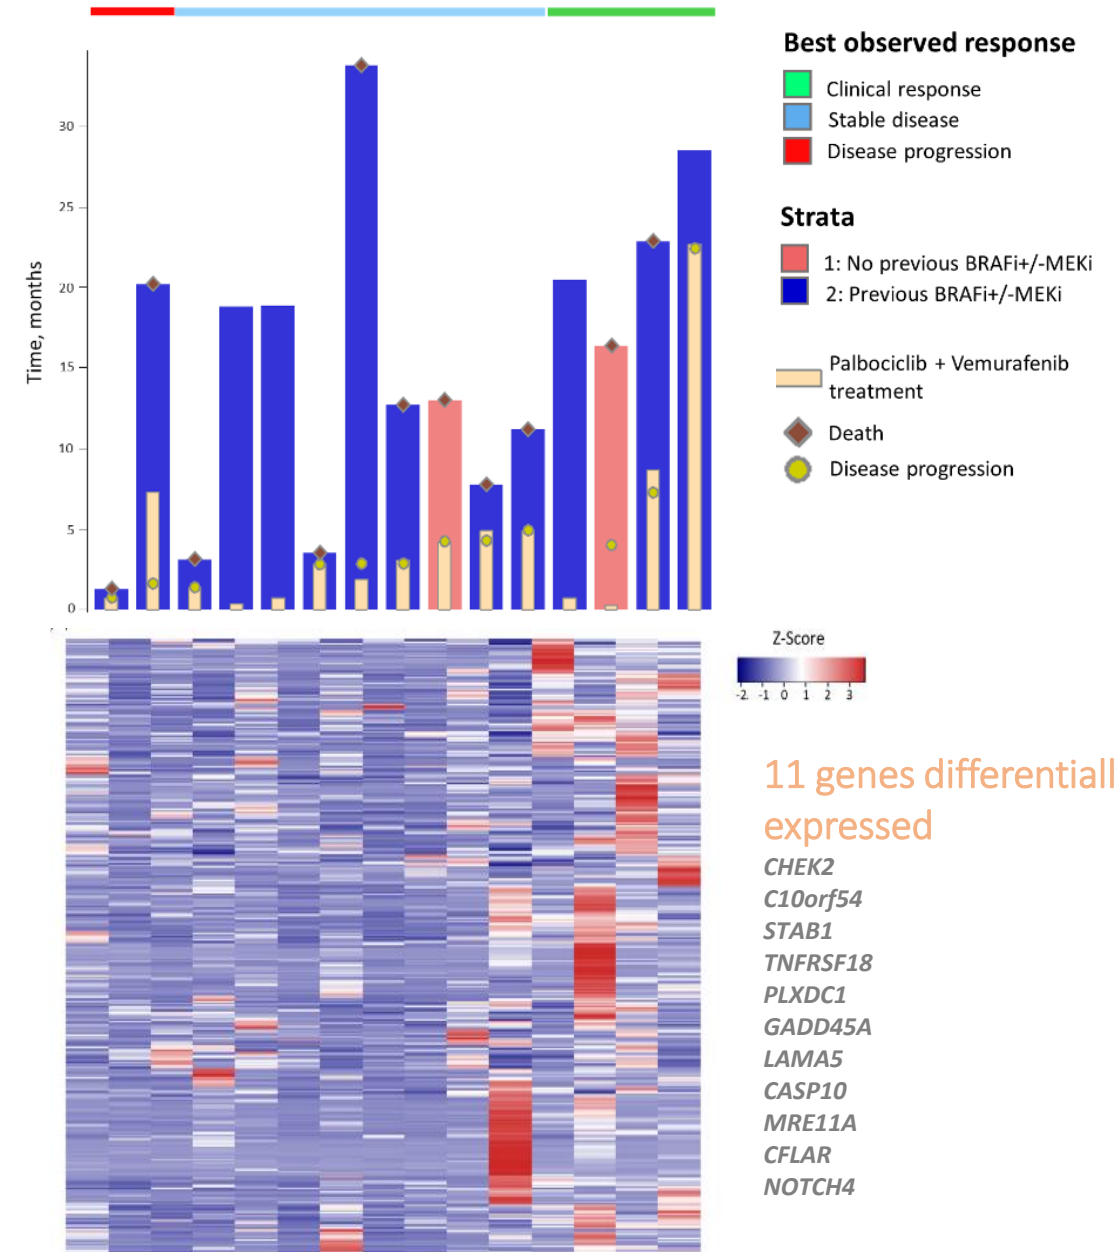 Best observed response
Clinical response
Stable disease
Disease progression
Strata
1: No previous BRAFi+/-MEKi
2: Previous BRAFi+/-MEKi
Palbociclib + Vemurafenib
treatment
Death
Disease progression
Time, months
30
25
20
15
10
5
0
Z-Score
-2. -1 0 1 2 3
11 genes differentiall
expressed
CHEK2
C10orf54
STAB1
TNFRSF18
PLXDC1
GADD45A
LAMA5
CASP10
MRE11A
CFLAR
NOTCH4